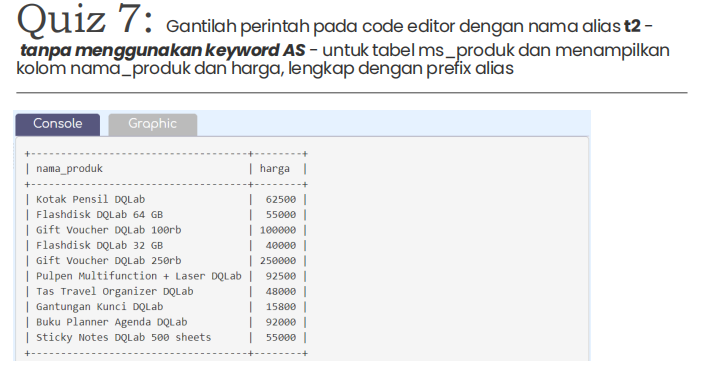 Quiz 7: Gantilah perintah pada code editor dengan nama alias t2 -
tanpa menggunakan keyword AS - untuk tabel ms_produk dan menampilkan
kolom nama_produk dan harga, lengkap dengan prefix alias
Console Graphic
+------------------------------------+--------+
| nama_produk                        | harga  |
+------------------------------------+--------+
| Kotak Pensil DQLab                 |  62500 |
| Flashdisk DQLab 64 GB              |  55000 |
| Gift Voucher DQLab 100rb           | 100000 |
| Flashdisk DQLab 32 GB              |  40000 |
| Gift Voucher DQLab 250rb           | 250000 |
| Pulpen Multifunction + Laser DQLab |  92500 |
| Tas Travel Organizer DQLab         |  48000 |
| Gantungan Kunci DQLab              |  15800 |
| Buku Planner Agenda DQLab          |  92000 |
| Sticky Notes DQLab 500 sheets      |  55000 |
+------------------------------------+--------+